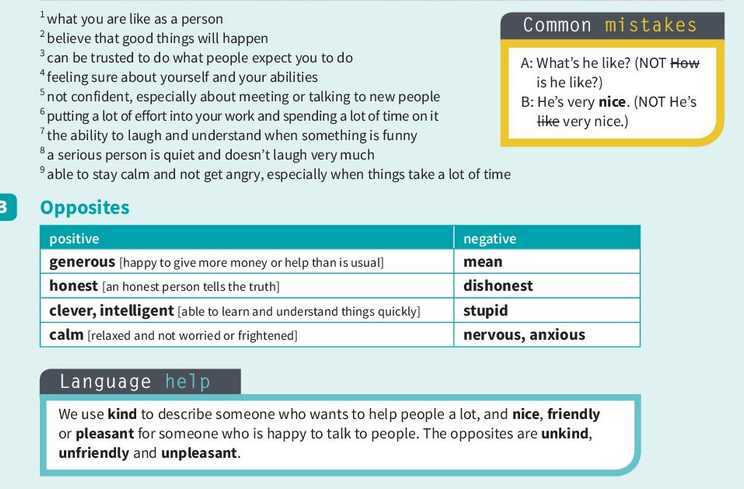 1 what you are like as a person
2 believe that good things will happen
3 can be trusted to do what people expect you to do
4 feeling sure about yourself and your abilities
5 not confident, especially about meeting or talking to new people
6 putting a lot of effort into your work and spending a lot of time on it
7 the ability to laugh and understand when something is funny
8 a serious person is quiet and doesn't laugh very much
9 able to stay calm and not get angry, especially when things take a lot of time
Common mistakes
A: What's he like? (NOT How
is he like?)
B: He's very nice. (NOT He's
like very nice.)
B Opposites
positive negative
generous [happy to give more money or help than is usual] mean
honest [an honest person tells the truth] dishonest
clever, intelligent [able to learn and understand things quickly] stupid
calm [relaxed and not worried or frightened] nervous, anxious
Language help
We use kind to describe someone who wants to help people a lot, and nice, friendly
or pleasant for someone who is happy to talk to people. The opposites are unkind,
unfriendly and unpleasant.